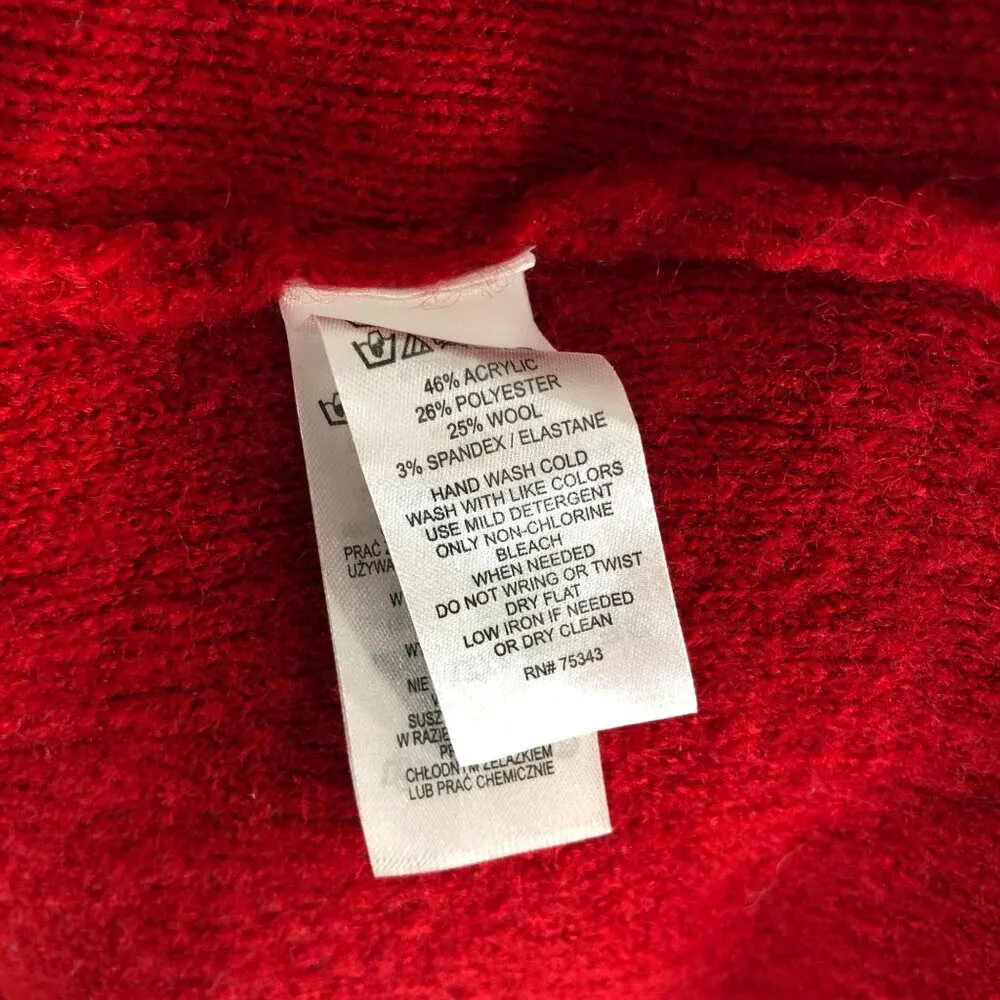 46% ACRYLIC
26% POLYESTER
25% WOOL
3% SPANDEX / ELASTANE
HAND WASH COLD
WASH WITH LIKE COLORS
USE MILD DETERGENT
ONLY NON-CHLORINE
BLEACH
WHEN NEEDED
DO NOT WRING OR TWIST
DRY FLAT
LOW IRON IF NEEDED
OR DRY CLEAN
RN# 75343
PRAĆ
NIE
CHŁODNYM ŻELAZKIEM
LUB PRAĆ CHEMICZNIE